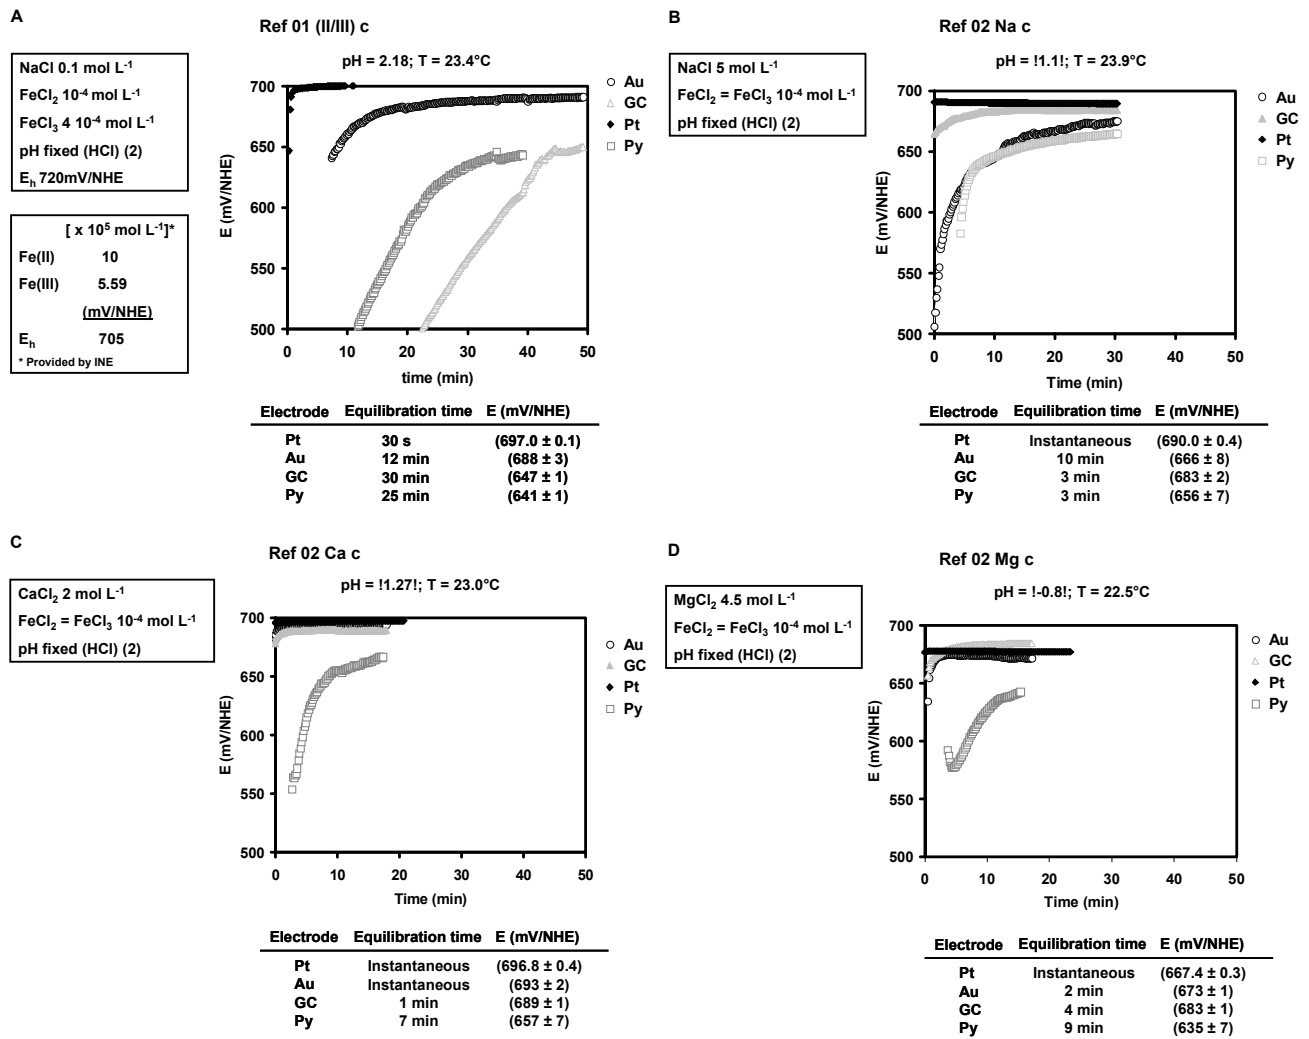 A
Ref 01 (II/III) c
pH = 2.18; T = 23.4°C
NaCl 0.1 mol L-1
FeCl2 10-4 mol L-1
FeCl3 4 10-4 mol L-1
pH fixed (HCl) (2)
Eh 720mV/NHE
[ x 105 mol L-1]*
Fe(II) 10
Fe(III) 5.59
(mV/NHE)
Eh 705
* Provided by INE
E (mV/NHE)
700
650
600
550
500
0 10 20 30 40 50
time (min)
Au
GC
Pt
Py
Electrode Equilibration time E (mV/NHE)
Pt 30 s (697.0 ± 0.1)
Au 12 min (688 ± 3)
GC 30 min (647 ± 1)
Py 25 min (641 ± 1)
B
Ref 02 Na c
pH = !1.1!; T = 23.9°C
NaCl 5 mol L-1
FeCl2 = FeCl3 10-4 mol L-1
pH fixed (HCl) (2)
E (mV/NHE)
700
650
600
550
500
0 10 20 30 40 50
Time (min)
Au
GC
Pt
Py
Electrode Equilibration time E (mV/NHE)
Pt Instantaneous (690.0 ± 0.4)
Au 10 min (666 ± 8)
GC 3 min (683 ± 2)
Py 3 min (656 ± 7)
C
Ref 02 Ca c
pH = !1.27!; T = 23.0°C
CaCl2 2 mol L-1
FeCl2 = FeCl3 10-4 mol L-1
pH fixed (HCl) (2)
E (mV/NHE)
700
650
600
550
500
0 10 20 30 40 50
Time (min)
Au
GC
Pt
Py
Electrode Equilibration time E (mV/NHE)
Pt Instantaneous (696.8 ± 0.4)
Au Instantaneous (693 ± 2)
GC 1 min (689 ± 1)
Py 7 min (657 ± 7)
D
Ref 02 Mg c
pH = !-0.8!; T = 22.5°C
MgCl2 4.5 mol L-1
FeCl2 = FeCl3 10-4 mol L-1
pH fixed (HCl) (2)
E (mV/NHE)
700
650
600
550
500
0 10 20 30 40 50
Time (min)
Au
GC
Pt
Py
Electrode Equilibration time E (mV/NHE)
Pt Instantaneous (667.4 ± 0.3)
Au 2 min (673 ± 1)
GC 4 min (683 ± 1)
Py 9 min (635 ± 7)